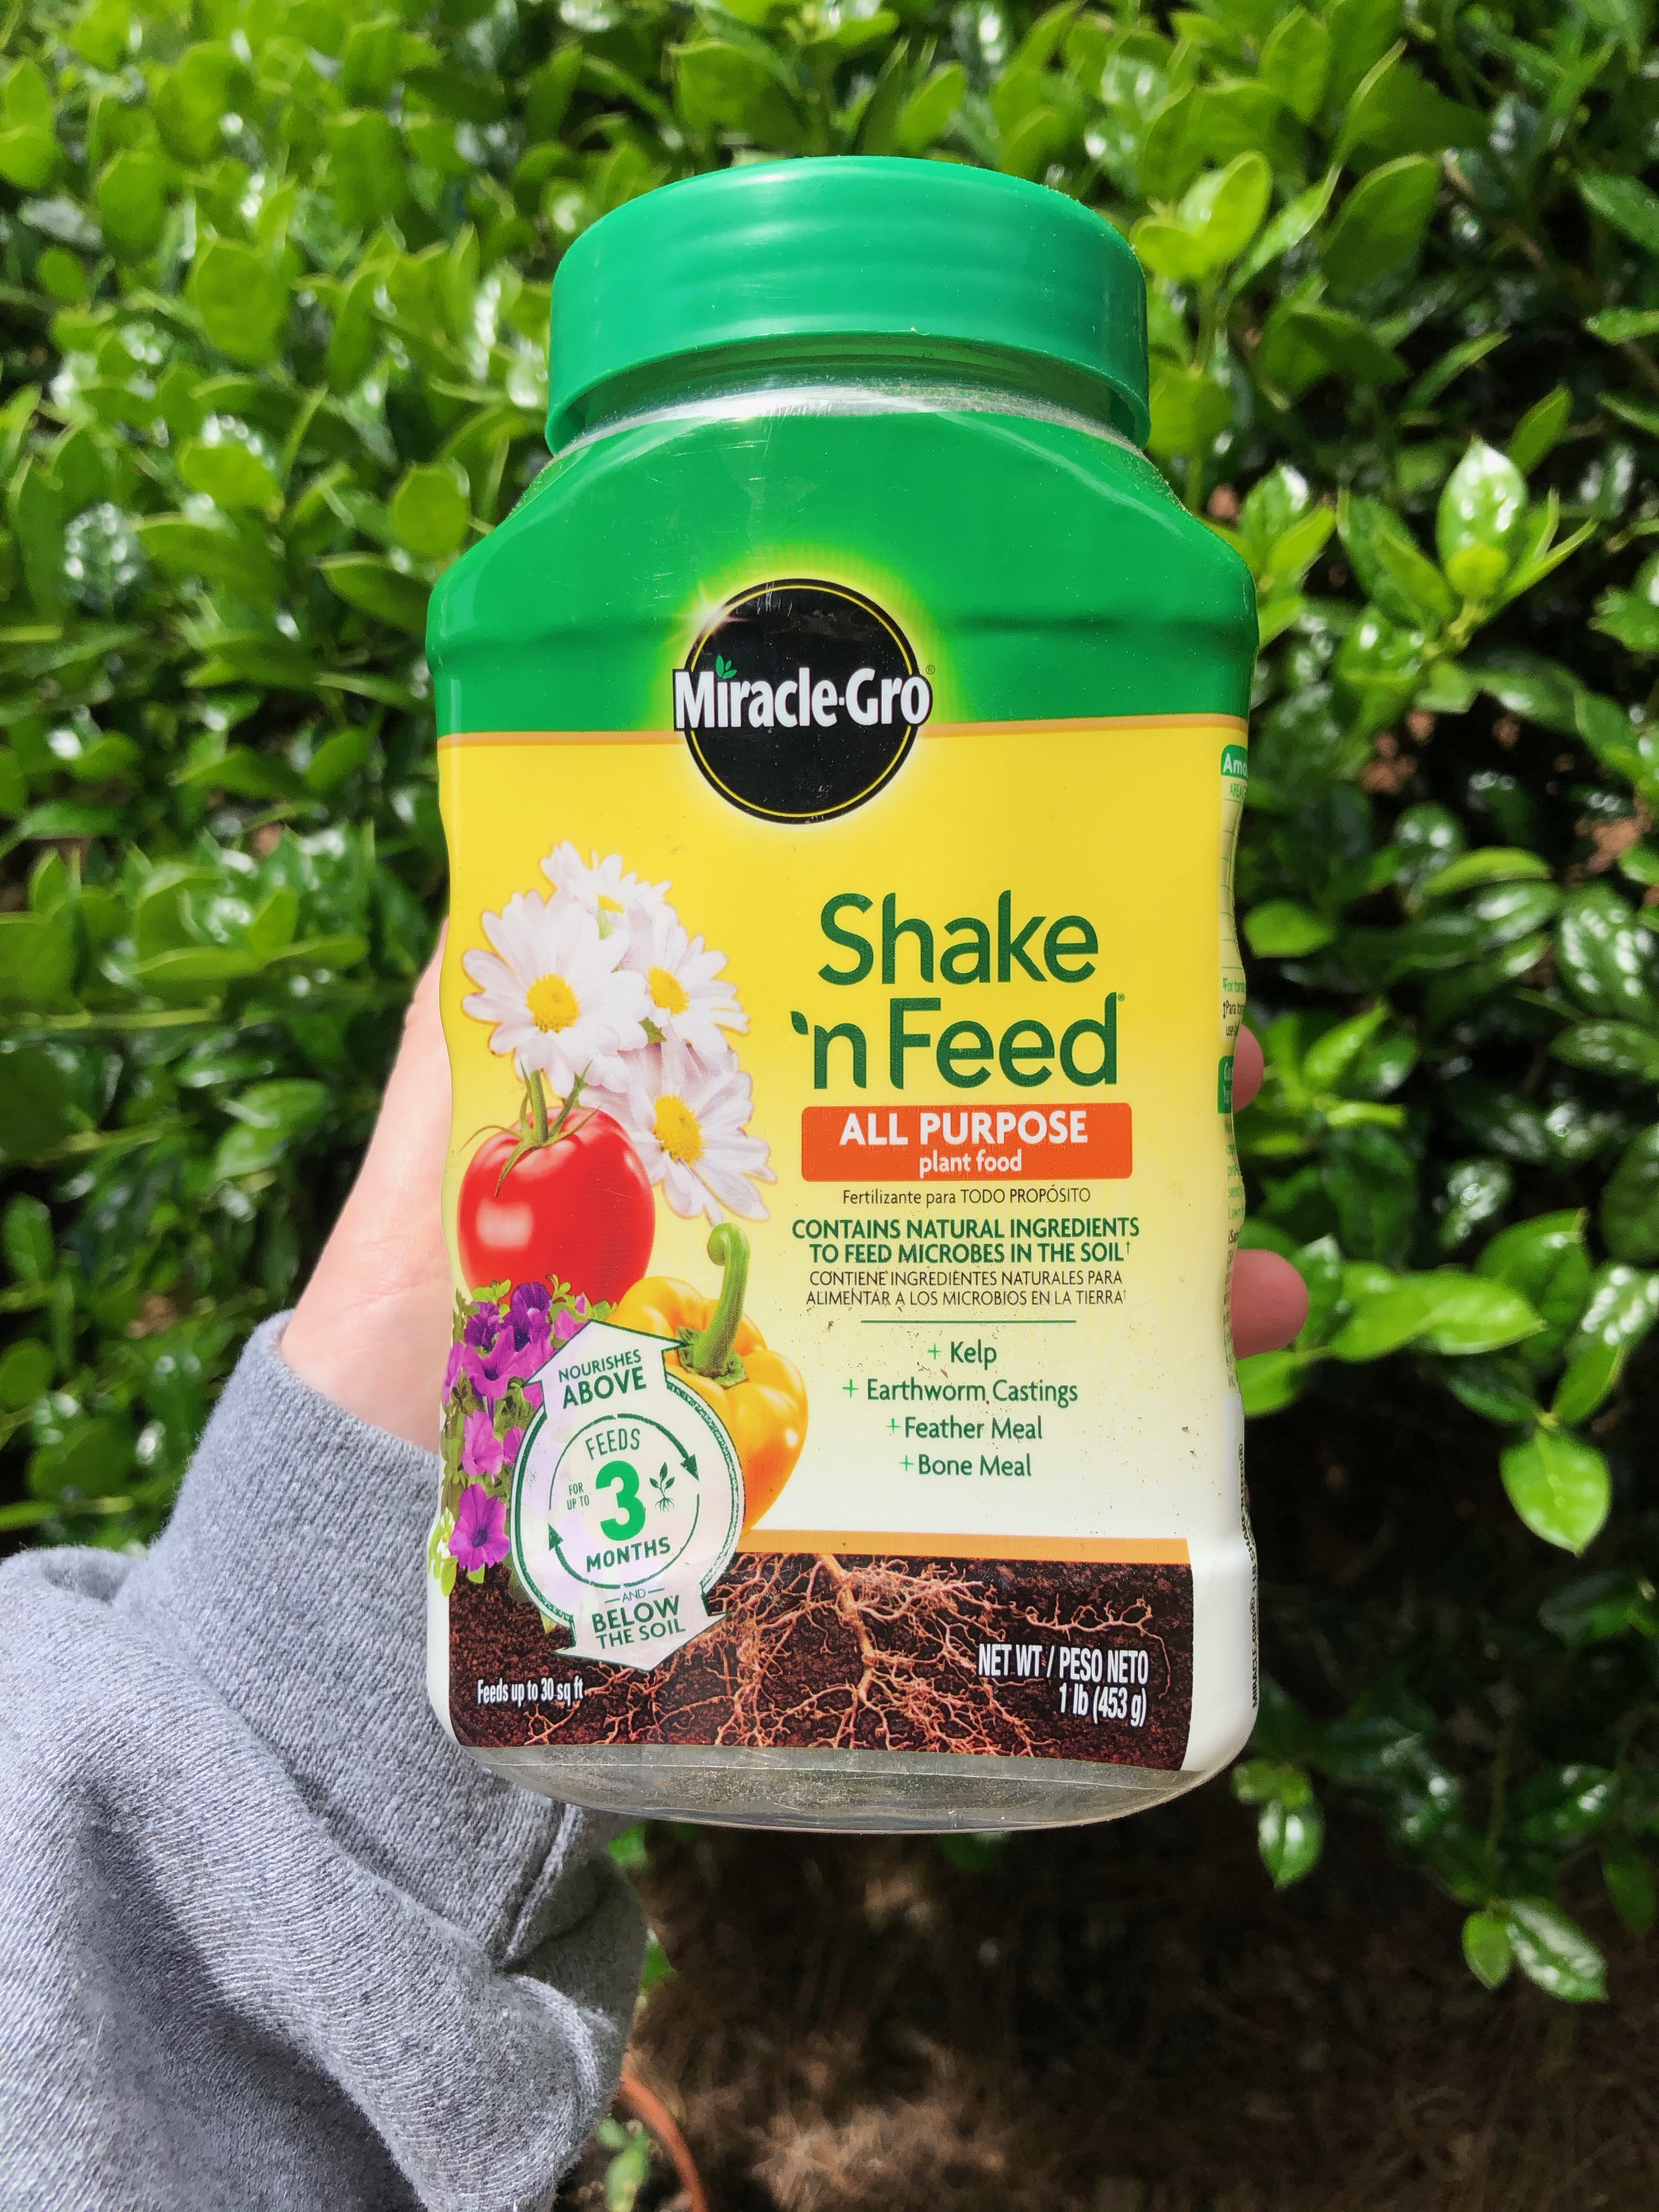 Miracle-Gro®
Shake
'n Feed®
ALL PURPOSE
plant food
Fertilizante para TODO PROPÓSITO
CONTAINS NATURAL INGREDIENTS
TO FEED MICROBES IN THE SOIL†
CONTIENE INGREDIENTES NATURALES PARA
ALIMENTAR A LOS MICROBIOS EN LA TIERRA†
+ Kelp
+ Earthworm Castings
+ Feather Meal
+ Bone Meal
NOURISHES
ABOVE
FEEDS
FOR
UP TO
3
MONTHS
AND
BELOW
THE SOIL
Feeds up to 30 sq ft
NET WT / PESO NETO
1 lb (453 g)